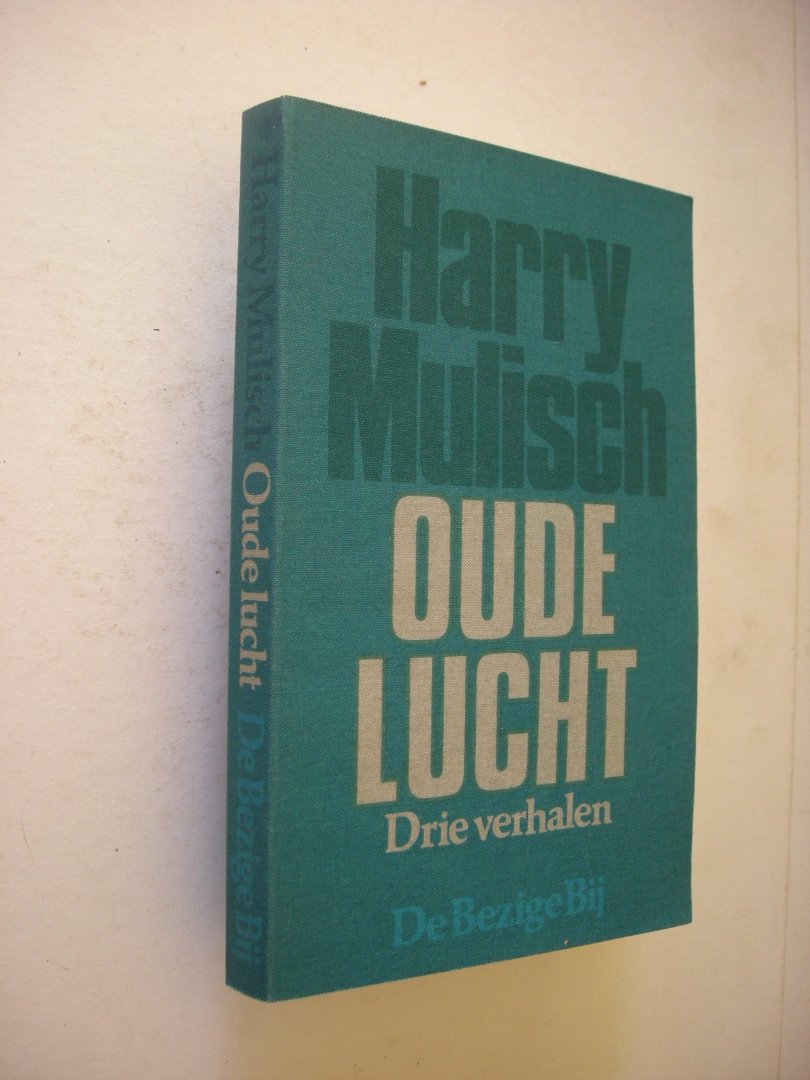 Harry Mulisch Oude lucht De Bezige Bij
Harry
Mulisch
OUDE
LUCHT
Drie verhalen
De Bezige Bij